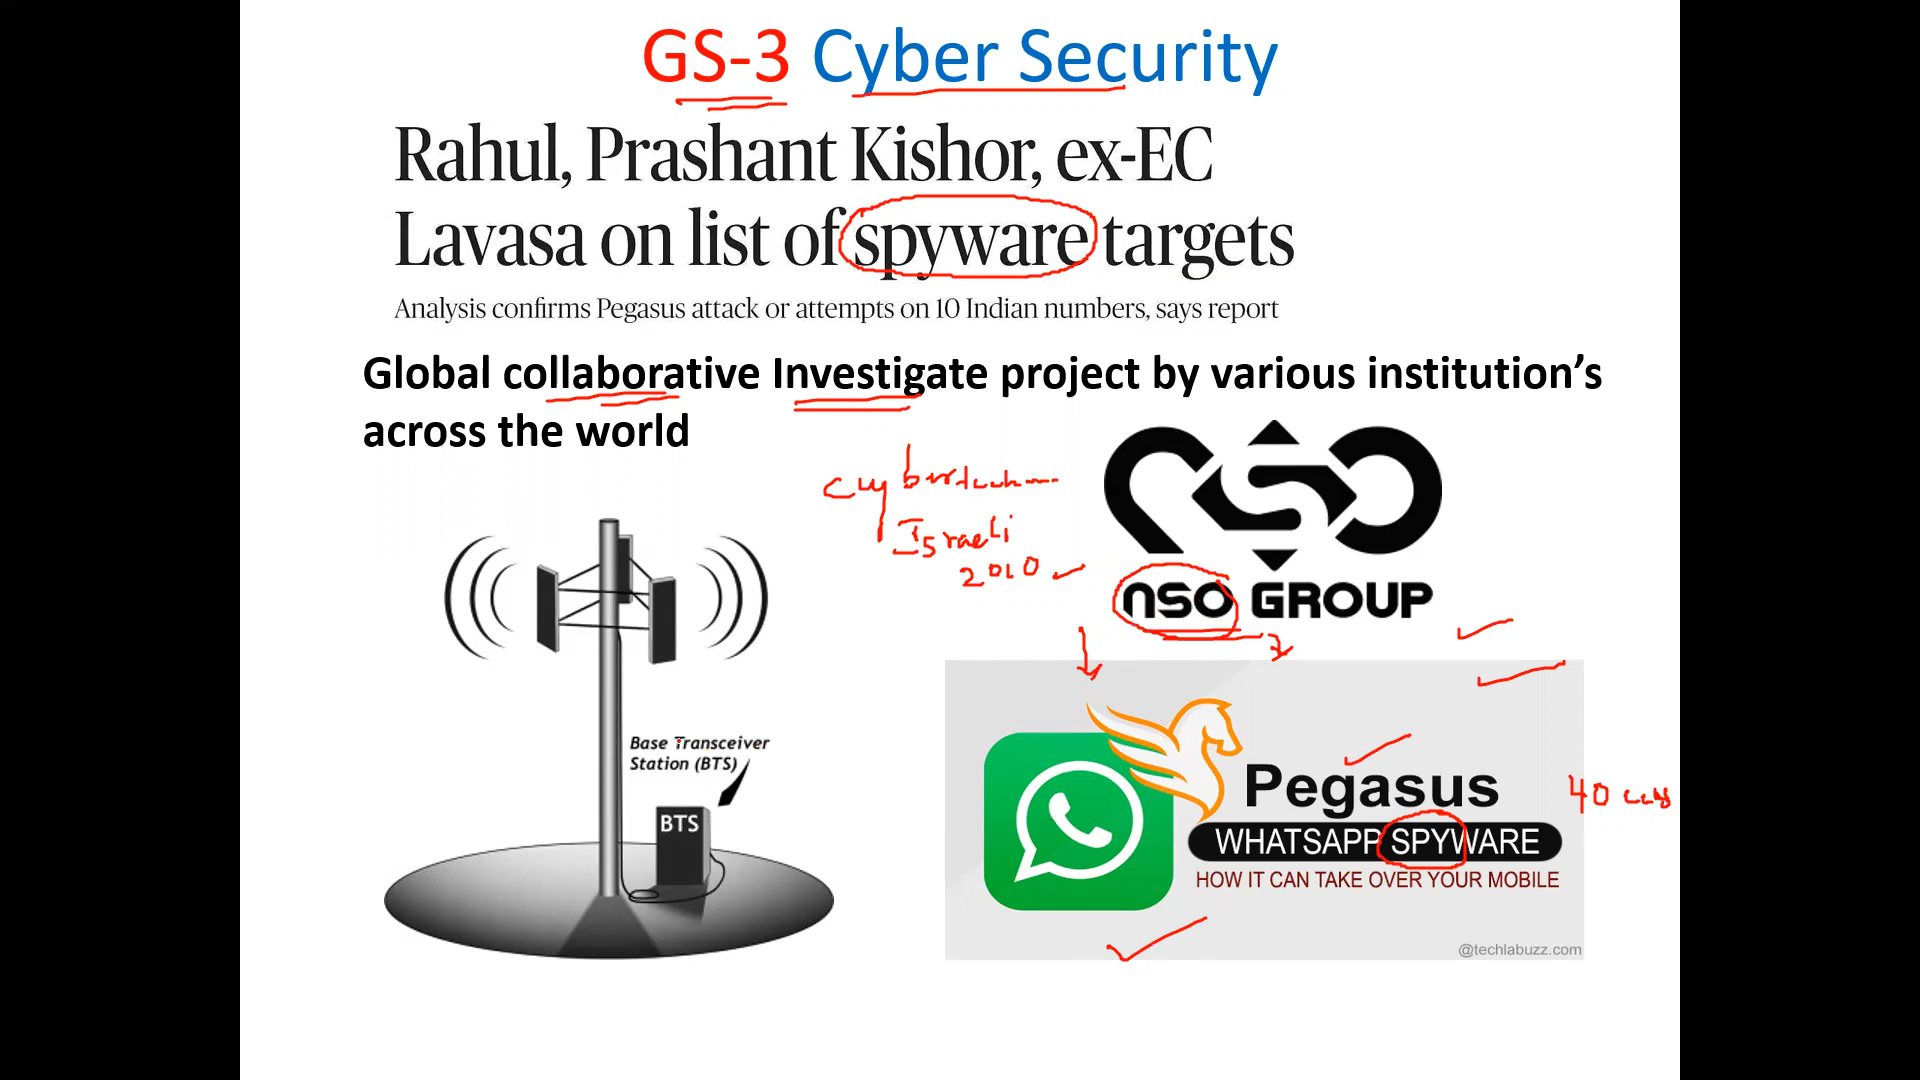 GS-3 Cyber Security
Rahul, Prashant Kishor, ex-EC
Lavasa on list of spyware targets
Analysis confirms Pegasus attack or attempts on 10 Indian numbers, says report
Global collaborative Investigate project by various institution’s
across the world
Israeli
2010
NSO GROUP
Base Transceiver
Station (BTS)
BTS
Pegasus
40
WHATSAPP SPYWARE
HOW IT CAN TAKE OVER YOUR MOBILE
@techlabuzz.com